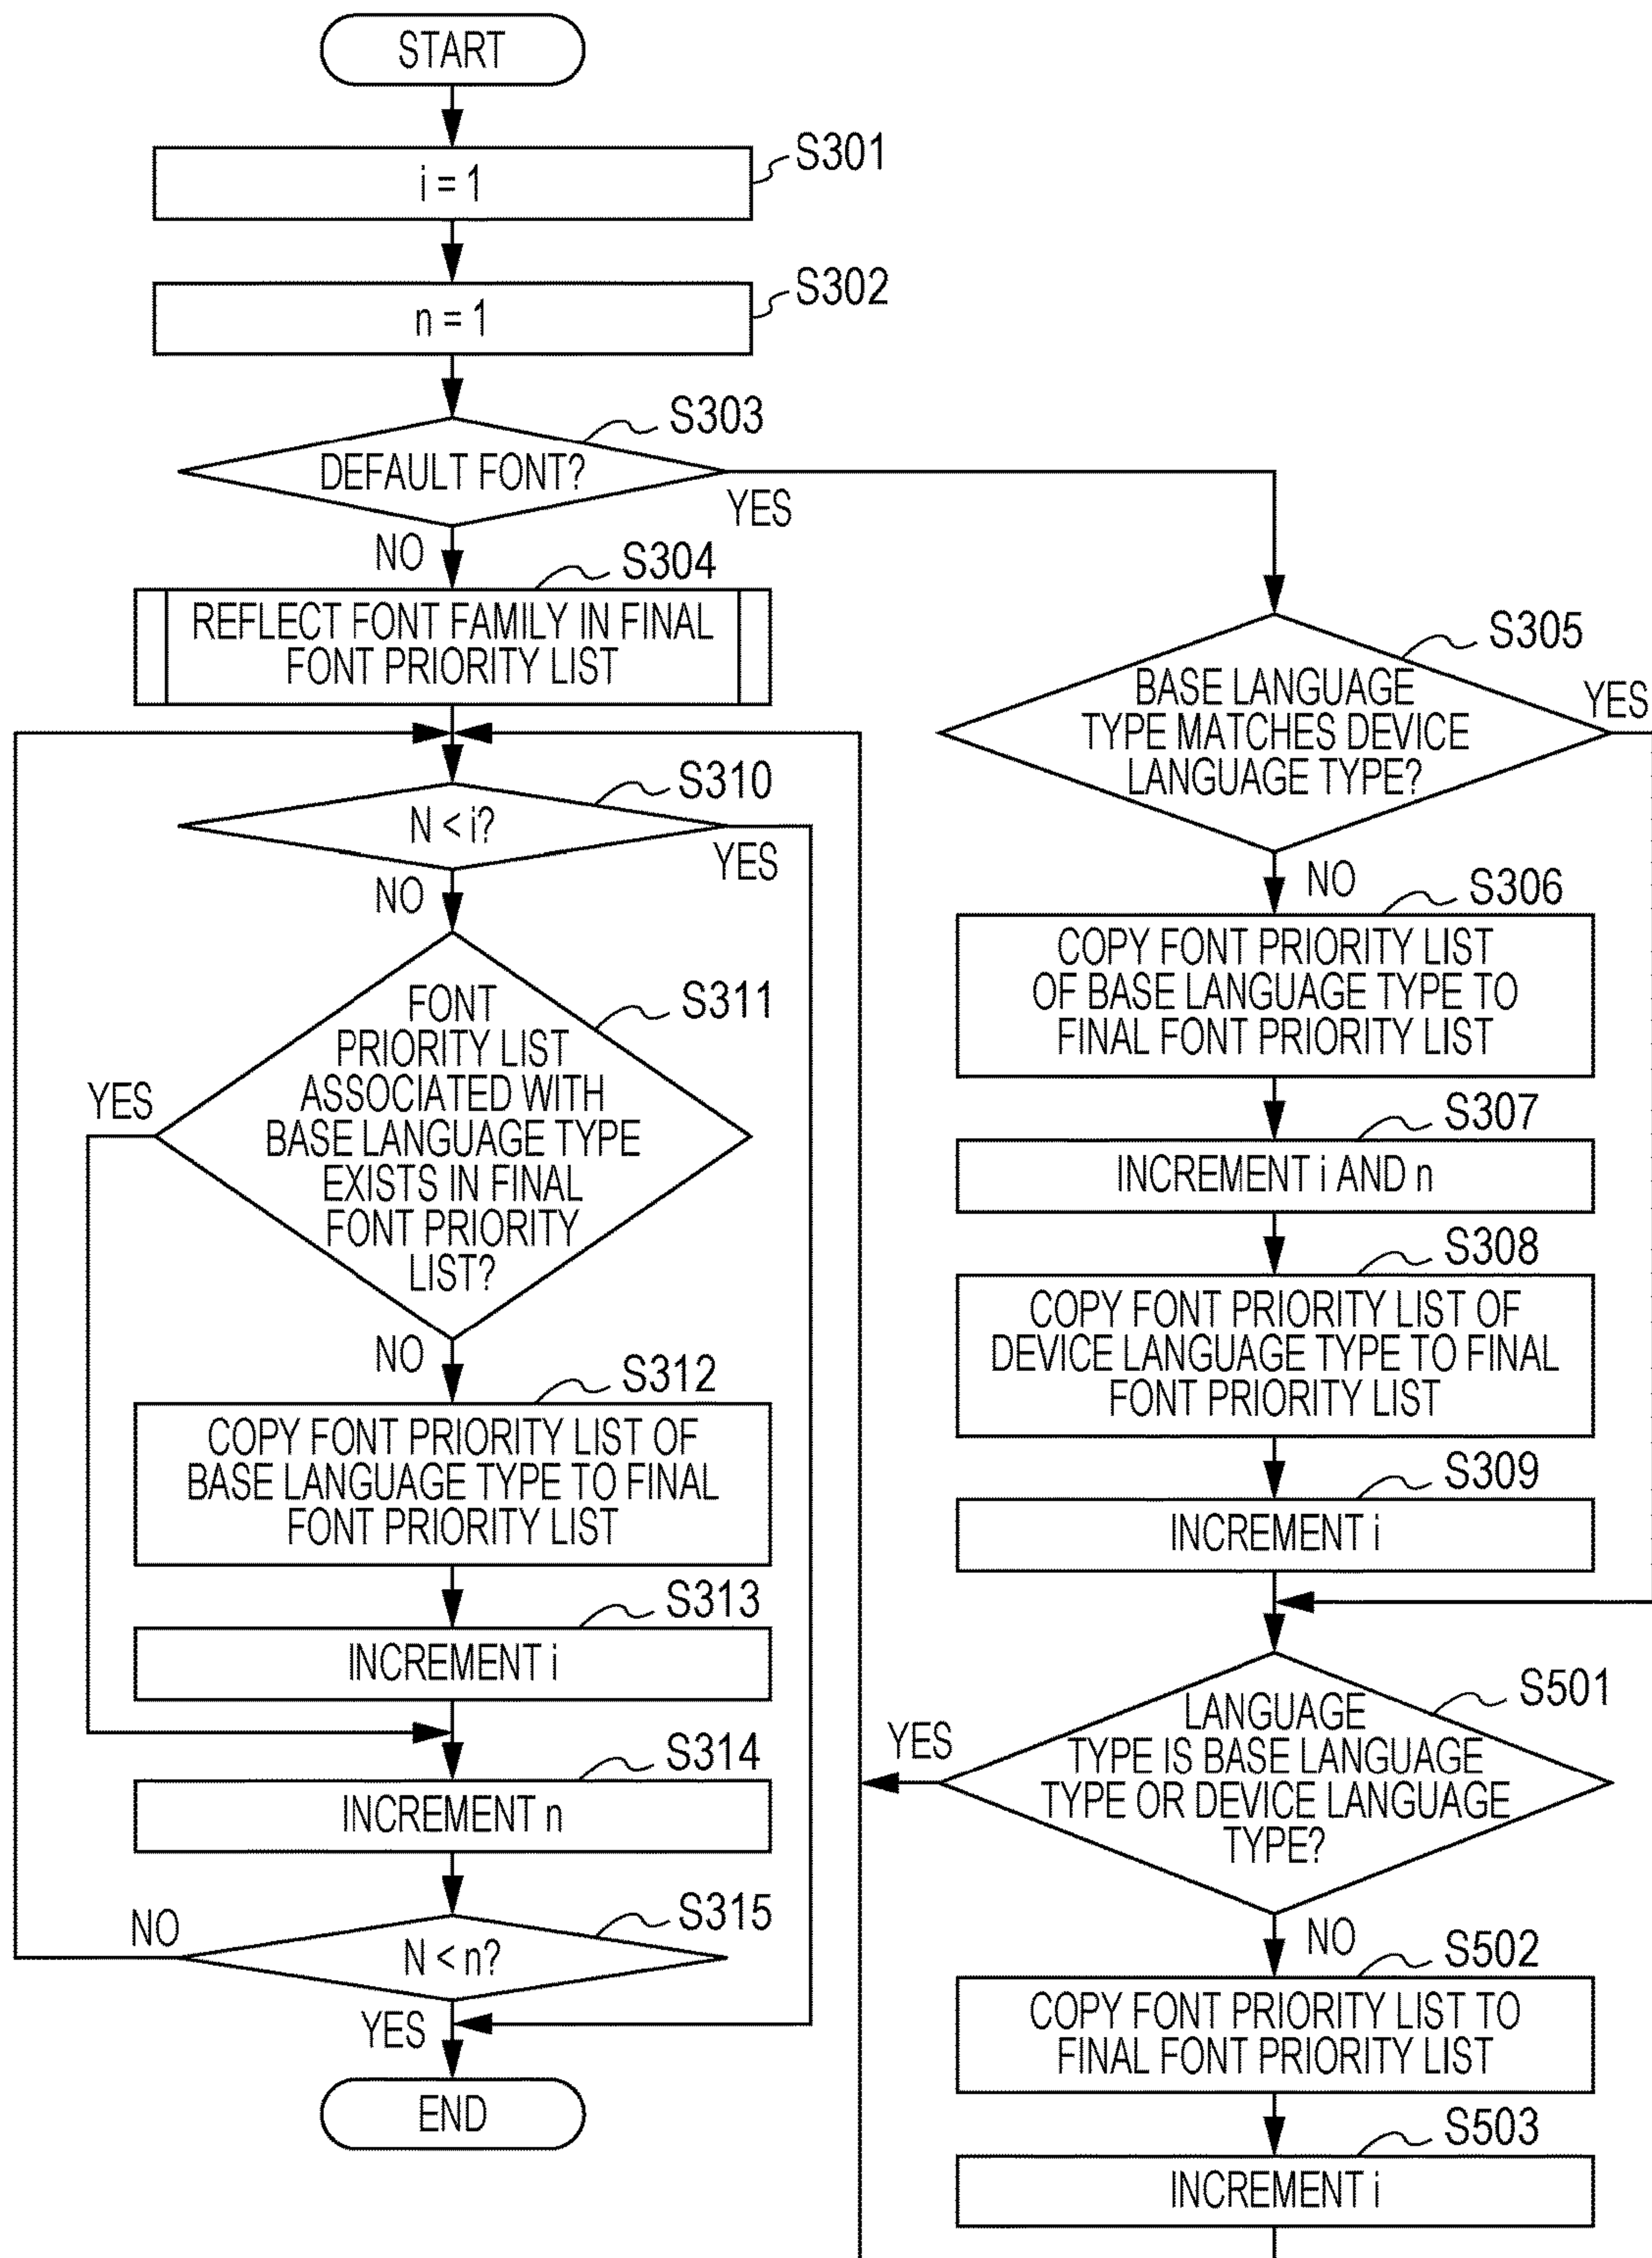 START
S301
i = 1
S302
n = 1
S303
DEFAULT FONT?
YES
NO
S304
REFLECT FONT FAMILY IN FINAL
FONT PRIORITY LIST
S310
N < i?
YES
NO
S311
FONT
PRIORITY LIST
ASSOCIATED WITH
BASE LANGUAGE TYPE
EXISTS IN FINAL
FONT PRIORITY
LIST?
YES
NO
S312
COPY FONT PRIORITY LIST OF
BASE LANGUAGE TYPE TO FINAL
FONT PRIORITY LIST
S313
INCREMENT i
S314
INCREMENT n
S315
N < n?
NO
YES
END
S305
BASE LANGUAGE
TYPE MATCHES DEVICE
LANGUAGE TYPE?
YES
NO
S306
COPY FONT PRIORITY LIST
OF BASE LANGUAGE TYPE TO
FINAL FONT PRIORITY LIST
S307
INCREMENT i AND n
S308
COPY FONT PRIORITY LIST OF
DEVICE LANGUAGE TYPE TO FINAL
FONT PRIORITY LIST
S309
INCREMENT i
S501
LANGUAGE
TYPE IS BASE LANGUAGE
TYPE OR DEVICE LANGUAGE
TYPE?
YES
NO
S502
COPY FONT PRIORITY LIST TO
FINAL FONT PRIORITY LIST
S503
INCREMENT i